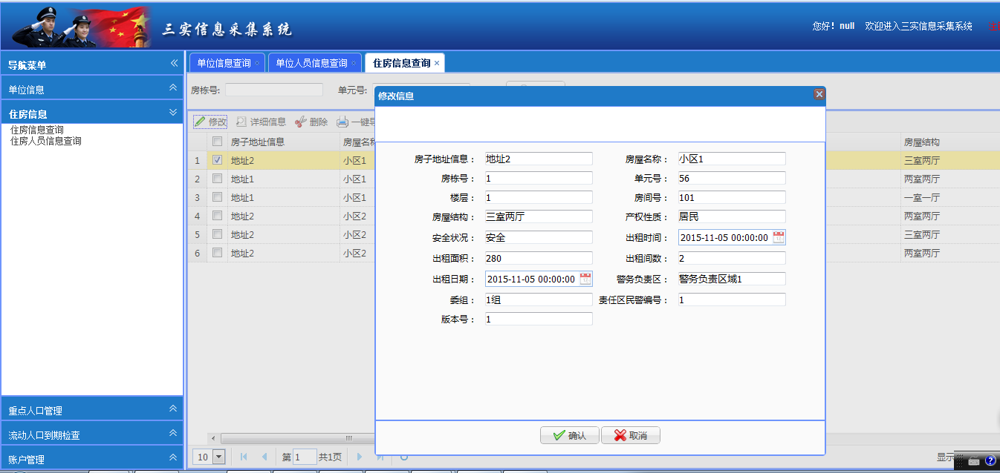 三实信息采集系统
您好！null 欢迎进入三实信息采集系统
导航菜单
单位信息
住房信息
住房信息查询
住房人员信息查询
重点人口管理
流动人口到期检查
账户管理
单位信息查询 单位人员信息查询 住房信息查询
房栋号: 单元号:
修改 详细信息 删除 一键导
房子地址信息 房屋名称 房屋结构
1 地址2 小区1 三室两厅
2 地址1 小区1 两室两厅
3 地址1 小区1 一室一厅
4 地址2 小区2 两室两厅
5 地址2 小区2 三室两厅
6 地址2 小区2 两室两厅
10 第 1 共1页 显示
修改信息
房子地址信息： 地址2 房屋名称： 小区1
房栋号： 1 单元号： 56
楼层： 1 房间号： 101
房屋结构： 三室两厅 产权性质： 居民
安全状况： 安全 出租时间： 2015-11-05 00:00:00
出租面积： 280 出租间数： 2
出租日期： 2015-11-05 00:00:00 警务负责区： 警务负责区域1
委组： 1组 责任区民警编号： 1
版本号： 1
确认 取消